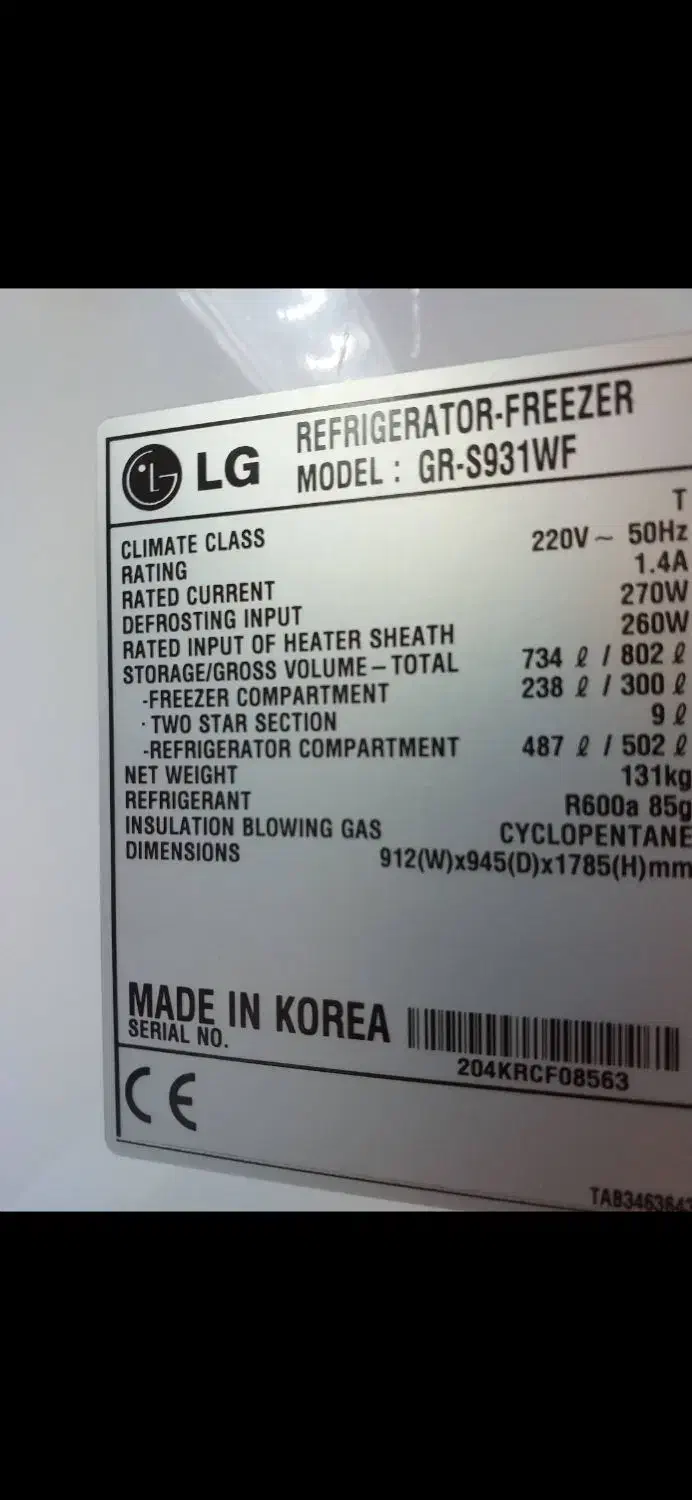 LG
REFRIGERATOR-FREEZER
MODEL : GR-S931WF
CLIMATE CLASS T
RATING 220V ~ 50Hz
RATED CURRENT 1.4A
DEFROSTING INPUT 270W
RATED INPUT OF HEATER SHEATH 260W
STORAGE/GROSS VOLUME – TOTAL 734 ℓ / 802 ℓ
-FREEZER COMPARTMENT 238 ℓ / 300 ℓ
· TWO STAR SECTION 9 ℓ
-REFRIGERATOR COMPARTMENT 487 ℓ / 502 ℓ
NET WEIGHT 131kg
REFRIGERANT R600a 85g
INSULATION BLOWING GAS CYCLOPENTANE
DIMENSIONS 912(W)x945(D)x1785(H)mm
MADE IN KOREA
SERIAL NO.
204KRCF08563
CE